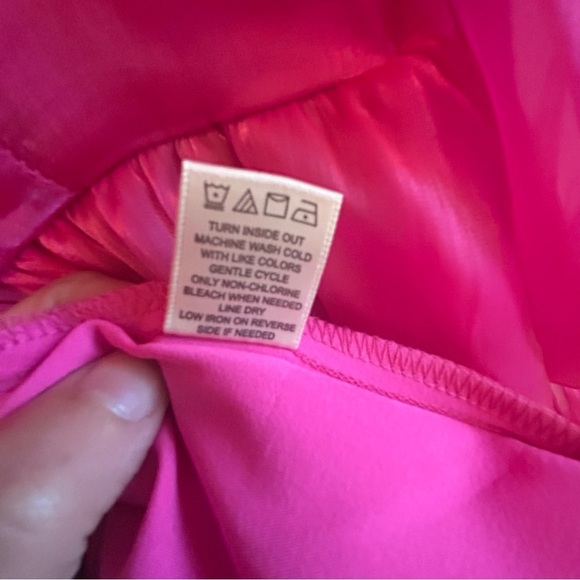 TURN INSIDE OUT
MACHINE WASH COLD
WITH LIKE COLORS
GENTLE CYCLE
ONLY NON-CHLORINE
BLEACH WHEN NEEDED
LINE DRY
LOW IRON ON REVERSE
SIDE IF NEEDED